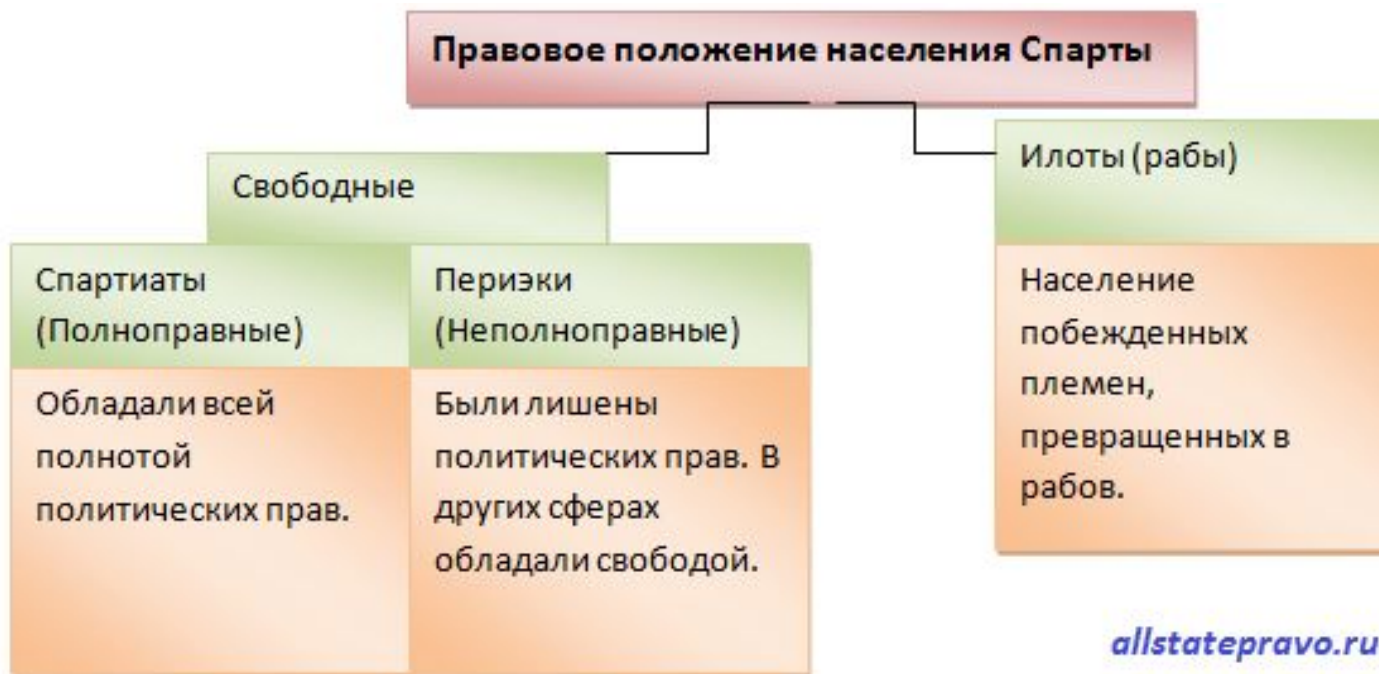 Правовое положение населения Спарты
Свободные
Спартиаты
(Полноправные)
Обладали всей
полнотой
политических прав.
Периэки
(Неполноправные)
Были лишены
политических прав. В
других сферах
обладали свободой.
Илоты (рабы)
Население
побежденных
племен,
превращенных в
рабов.
allstatepravo.ru